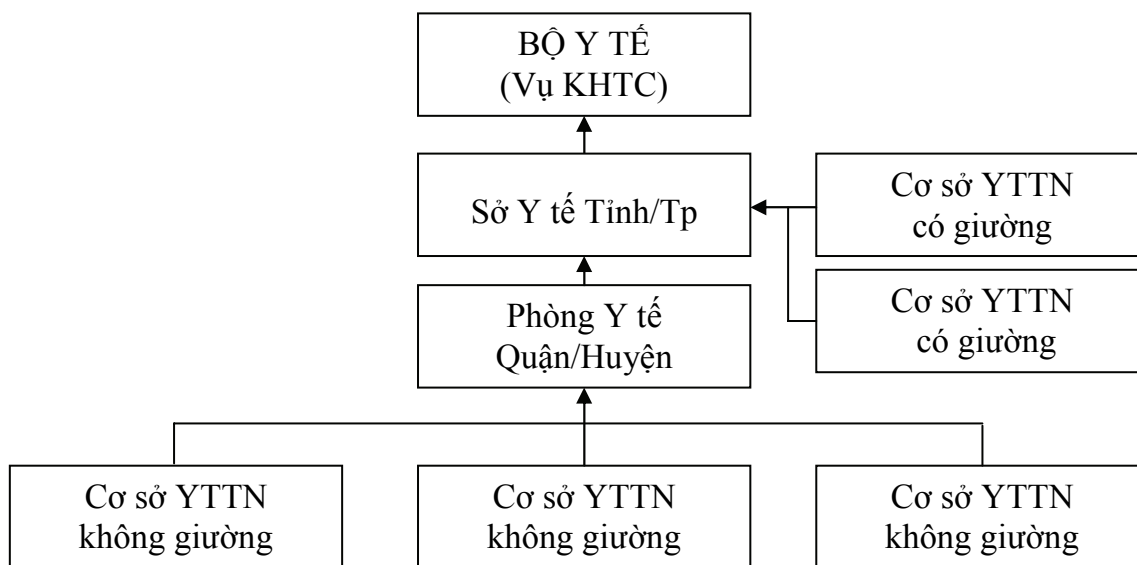 BỘ Y TẾ
(Vụ KHTC)
Sở Y tế Tỉnh/Tp
Cơ sở YTTN
có giường
Cơ sở YTTN
có giường
Phòng Y tế
Quận/Huyện
Cơ sở YTTN
không giường
Cơ sở YTTN
không giường
Cơ sở YTTN
không giường